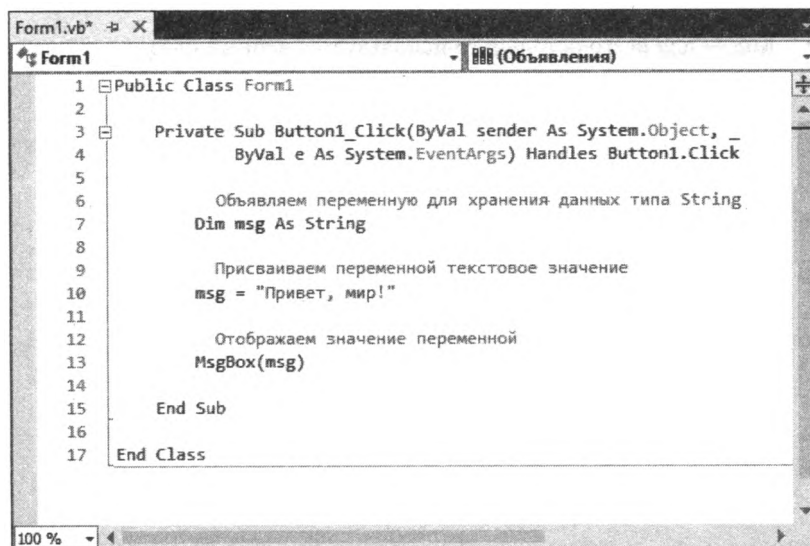 Form1.vb*
Form1 (Объявления)
1 Public Class Form1
2
3 Private Sub Button1_Click(ByVal sender As System.Object, _
4 ByVal e As System.EventArgs) Handles Button1.Click
5
6 Объявляем переменную для хранения данных типа String
7 Dim msg As String
8
9 Присваиваем переменной текстовое значение
10 msg = "Привет, мир!"
11
12 Отображаем значение переменной
13 MsgBox(msg)
14
15 End Sub
16
17 End Class
100 %